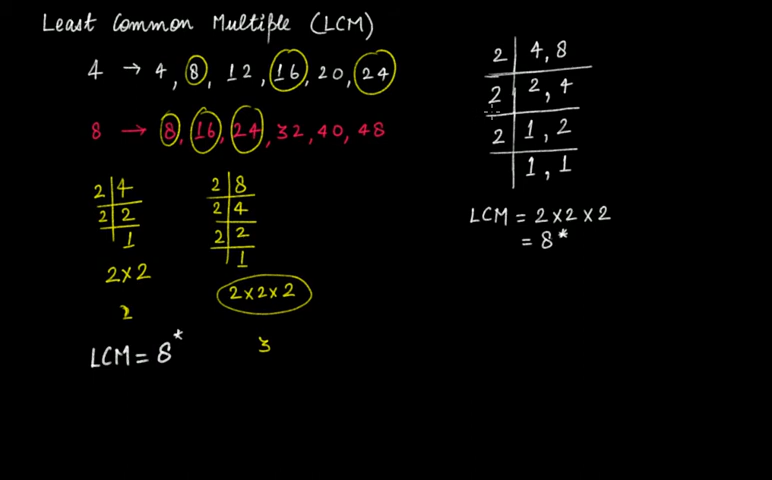 Least Common Multiple (LCM)
4 → 4, 8, 12, 16, 20, 24
8 → 8, 16, 24, 32, 40, 48
2 4
2 2
1
2×2
2
2 8
2 4
2 2
1
2×2×2
3
LCM = 8*
2 4, 8
2 2, 4
2 1, 2
1, 1
LCM = 2×2×2
= 8*